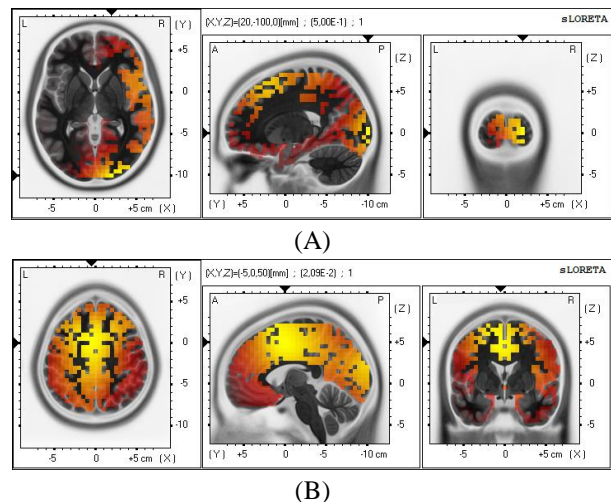 (X,Y,Z)=(20,-100,0)[mm] ; (5,00E-1) ; 1 sLORETA
L R (Y) A P (Z) (Z)
+5 +5 +5
0 0 0
-5 -5 -5
-10
-5 0 +5 cm (X) (Y) +5 0 -5 -10 cm 0 +5 cm (X)
(A)
(X,Y,Z)=(-5,0,50)[mm] ; (2,09E-2) ; 1 sLORETA
L R (Y) A P (Z) L R (Z)
+5 +5 +5
0 0 0
-5 -5 -5
-10
-5 0 +5 cm (X) (Y) +5 0 -5 -10 cm -5 0 +5 cm (X)
(B)